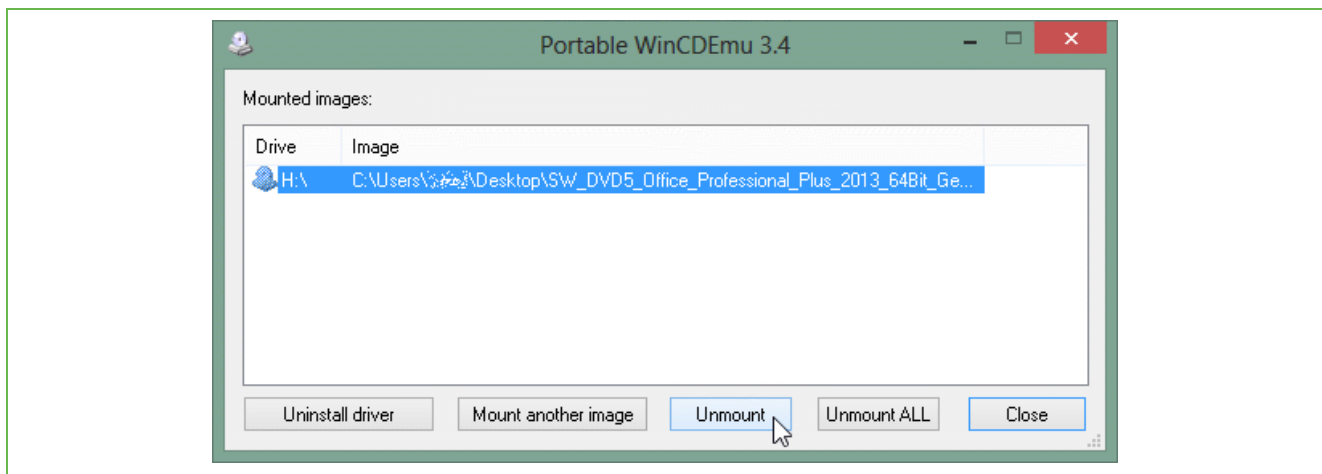 Portable WinCDEmu 3.4
Mounted images:
Drive Image
H:\ C:\Users\ \Desktop\SW_DVD5_Office_Professional_Plus_2013_64Bit_Ge...
Uninstall driver Mount another image Unmount Unmount ALL Close